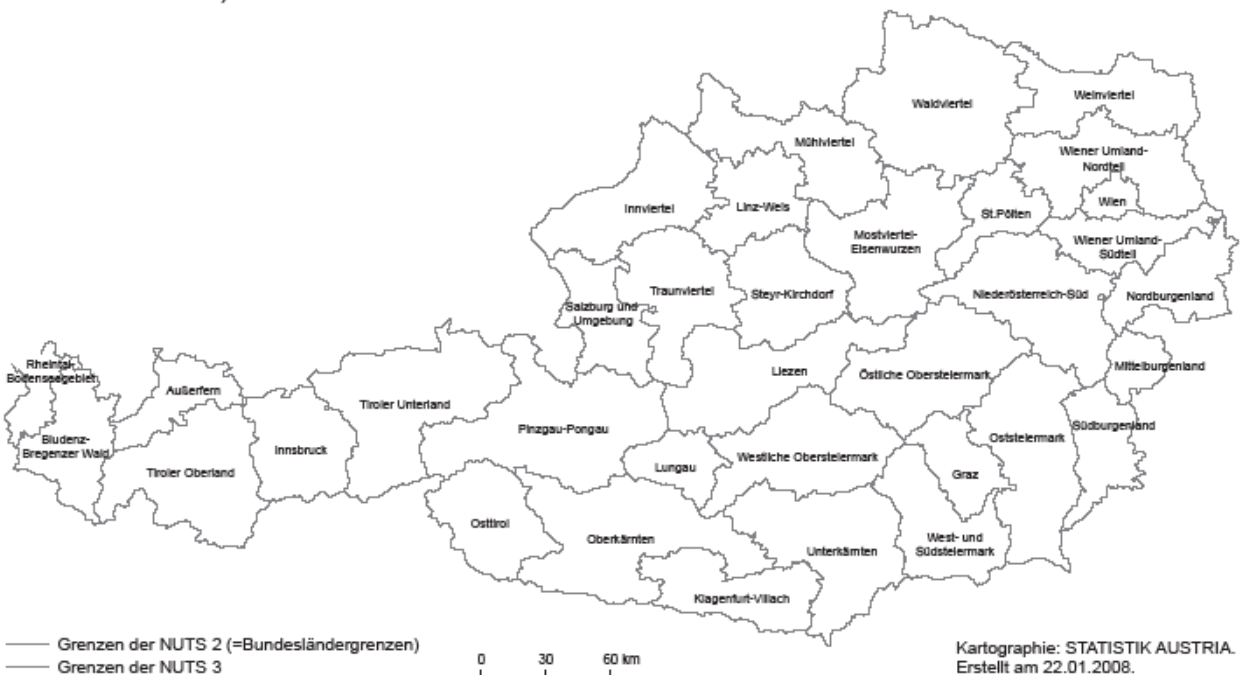 Waldviertel
Weinviertel
Mühlviertel
Wiener Umland-
Nordteil
Wien
Innviertel
Linz-Wels
St.Pölten
Mostviertel-
Eisenwurzen
Wiener Umland-
Südteil
Salzburg und
Umgebung
Traunviertel
Steyr-Kirchdorf
Niederösterreich-Süd
Nordburgenland
Rheintal-
Bodenseegebiet
Außerfern
Tiroler Unterland
Liezen
Östliche Obersteiermark
Mittelburgenland
Bludenz-
Bregenzer Wald
Tiroler Oberland
Innsbruck
Pinzgau-Pongau
Lungau
Westliche Obersteiermark
Graz
Oststeiermark
Südburgenland
Osttirol
Oberkärnten
Unterkärnten
West- und
Südsteiermark
Klagenfurt-Villach
Grenzen der NUTS 2 (=Bundesländergrenzen)
Grenzen der NUTS 3
0 30 60 km
Kartographie: STATISTIK AUSTRIA.
Erstellt am 22.01.2008.